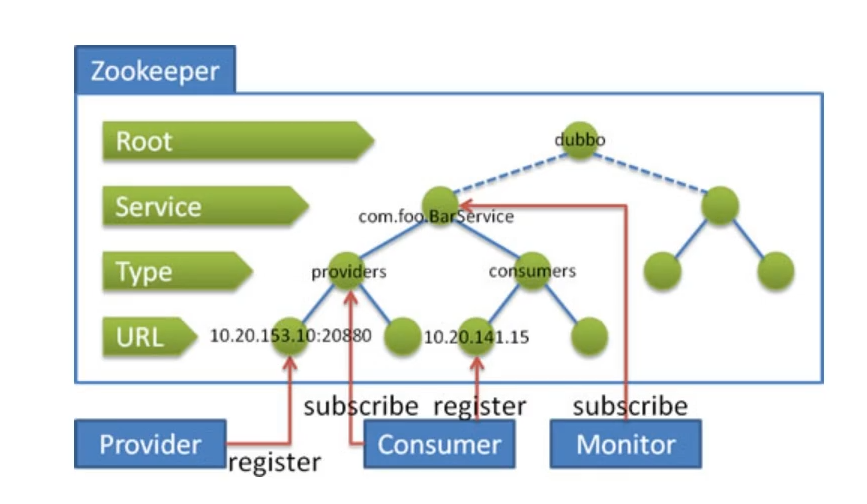 Zookeeper
Root
dubbo
Service
com.foo.BarService
Type
providers
consumers
URL
10.20.153.10:20880
10.20.141.15
subscribe
register
subscribe
Provider
Consumer
Monitor
register